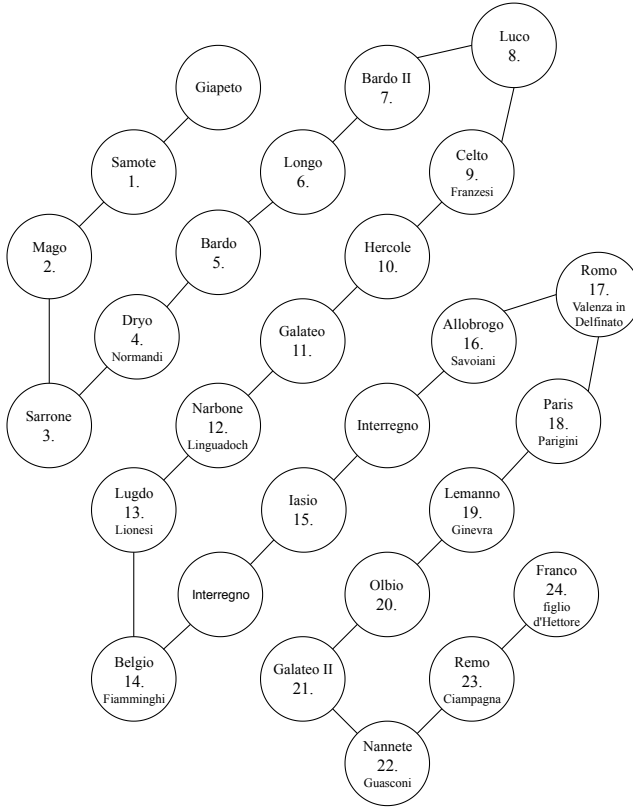 Giapeto
Samote
1.
Mago
2.
Sarrone
3.
Dryo
4.
Normandi
Bardo
5.
Longo
6.
Bardo II
7.
Luco
8.
Celto
9.
Franzesi
Hercole
10.
Galateo
11.
Narbone
12.
Linguadoch
Lugdo
13.
Lionesi
Belgio
14.
Fiamminghi
Interregno
Iasio
15.
Interregno
Allobrogo
16.
Savoiani
Romo
17.
Valenza in
Delfinato
Paris
18.
Parigini
Lemanno
19.
Ginevra
Olbio
20.
Galateo II
21.
Nannete
22.
Guasconi
Remo
23.
Ciampagna
Franco
24.
figlio
d'Hettore